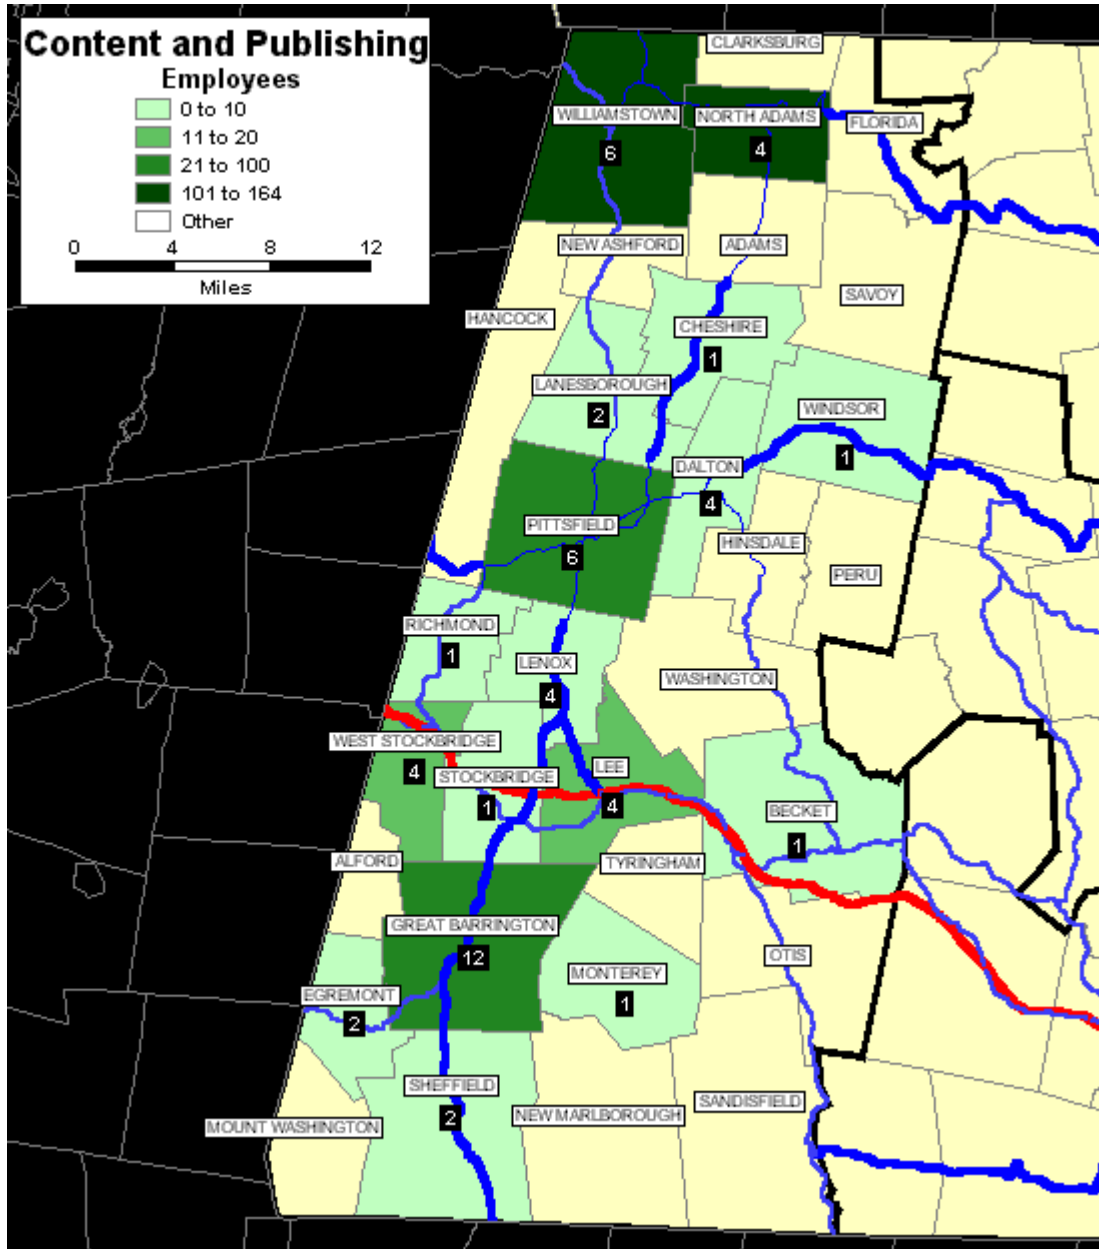 Content and Publishing
Employees
0 to 10
11 to 20
21 to 100
101 to 164
Other
0 4 8 12
Miles
CLARKSBURG
WILLIAMSTOWN
NORTH ADAMS
FLORIDA
6
4
NEW ASHFORD
ADAMS
SAVOY
HANCOCK
CHESHIRE
1
LANESBOROUGH
2
WINDSOR
1
DALTON
4
PITTSFIELD
6
HINSDALE
PERU
RICHMOND
1
LENOX
4
WASHINGTON
WEST STOCKBRIDGE
4
STOCKBRIDGE
1
LEE
4
BECKET
1
ALFORD
TYRINGHAM
GREAT BARRINGTON
12
OTIS
MONTEREY
1
EGREMONT
2
SHEFFIELD
2
NEW MARLBOROUGH
SANDISFIELD
MOUNT WASHINGTON